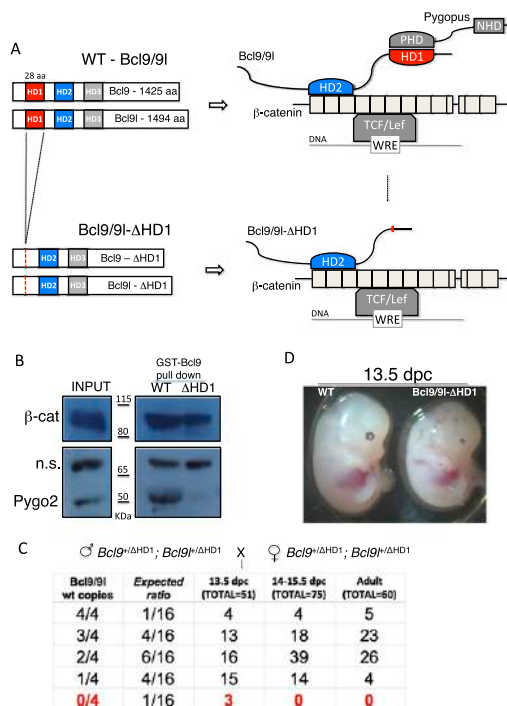 A
WT - Bcl9/9l
28 aa
HD1 HD2 HD3 Bcl9 - 1425 aa
HD1 HD2 HD3 Bcl9l - 1494 aa
Pygopus
NHD
PHD
HD1
Bcl9/9l
HD2
β-catenin
TCF/Lef
DNA
WRE
Bcl9/9l-ΔHD1
HD2 HD3 Bcl9 – ΔHD1
HD2 HD3 Bcl9l - ΔHD1
Bcl9/9l-ΔHD1
HD2
β-catenin
TCF/Lef
DNA
WRE
B
GST-Bcl9
pull down
INPUT WT ΔHD1
β-cat
115
80
n.s.
65
Pygo2
50
KDa
D
13.5 dpc
WT Bcl9/9l-ΔHD1
C
♂ Bcl9+/ΔHD1; Bcl9l+/ΔHD1 X ♀ Bcl9+/ΔHD1; Bcl9l+/ΔHD1
Bcl9/9l wt copies Expected ratio 13.5 dpc (TOTAL=51) 14-15.5 dpc (TOTAL=75) Adult (TOTAL=60)
4/4 1/16 4 4 5
3/4 4/16 13 18 23
2/4 6/16 16 39 26
1/4 4/16 15 14 4
0/4 1/16 3 0 0